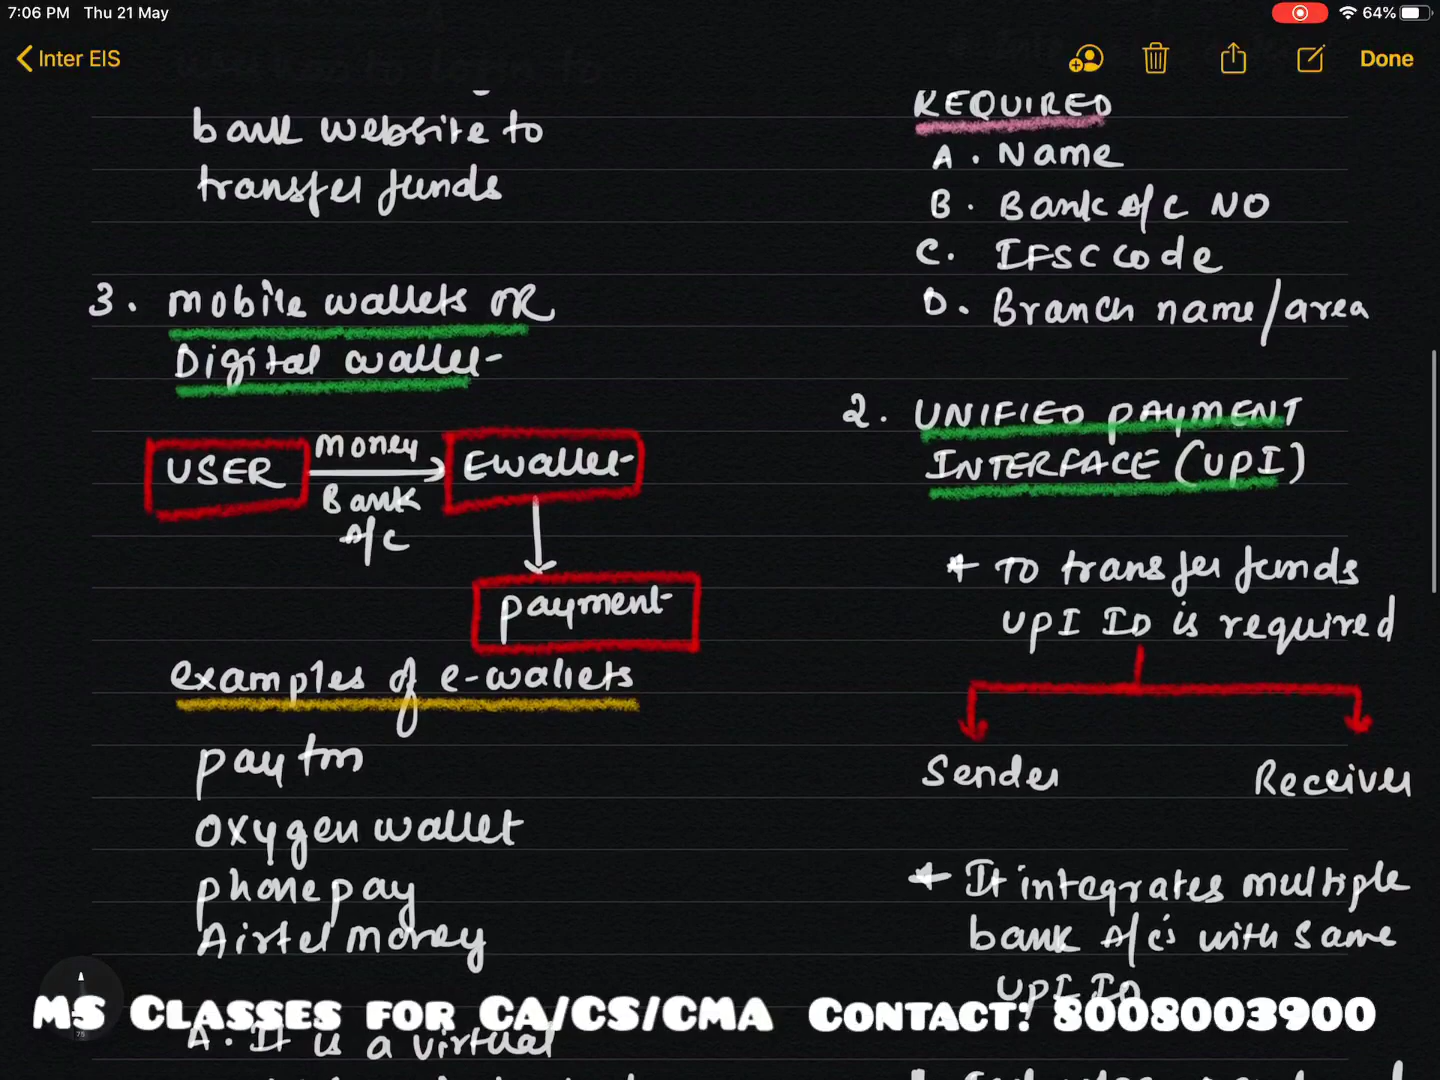 7:06 PM Thu 21 May
64%
Inter EIS
Done
bank website to
transfer funds
3. mobile wallets OR
Digital wallet
USER
Money
Bank
A/c
Ewallet
payment
examples of e-wallets
paytm
oxygen wallet
phonepay
Airtel money
A. It is a virtual
REQUIRED
A. Name
B. Bank A/c NO
C. IFSC code
D. Branch name/area
2. UNIFIED PAYMENT
INTERFACE (UPI)
* To transfer funds
UPI ID is required
Sender
Receiver
* It integrates multiple
bank A/c's with same
UPI ID
MS Classes for CA/CS/CMA Contact: 8008003900